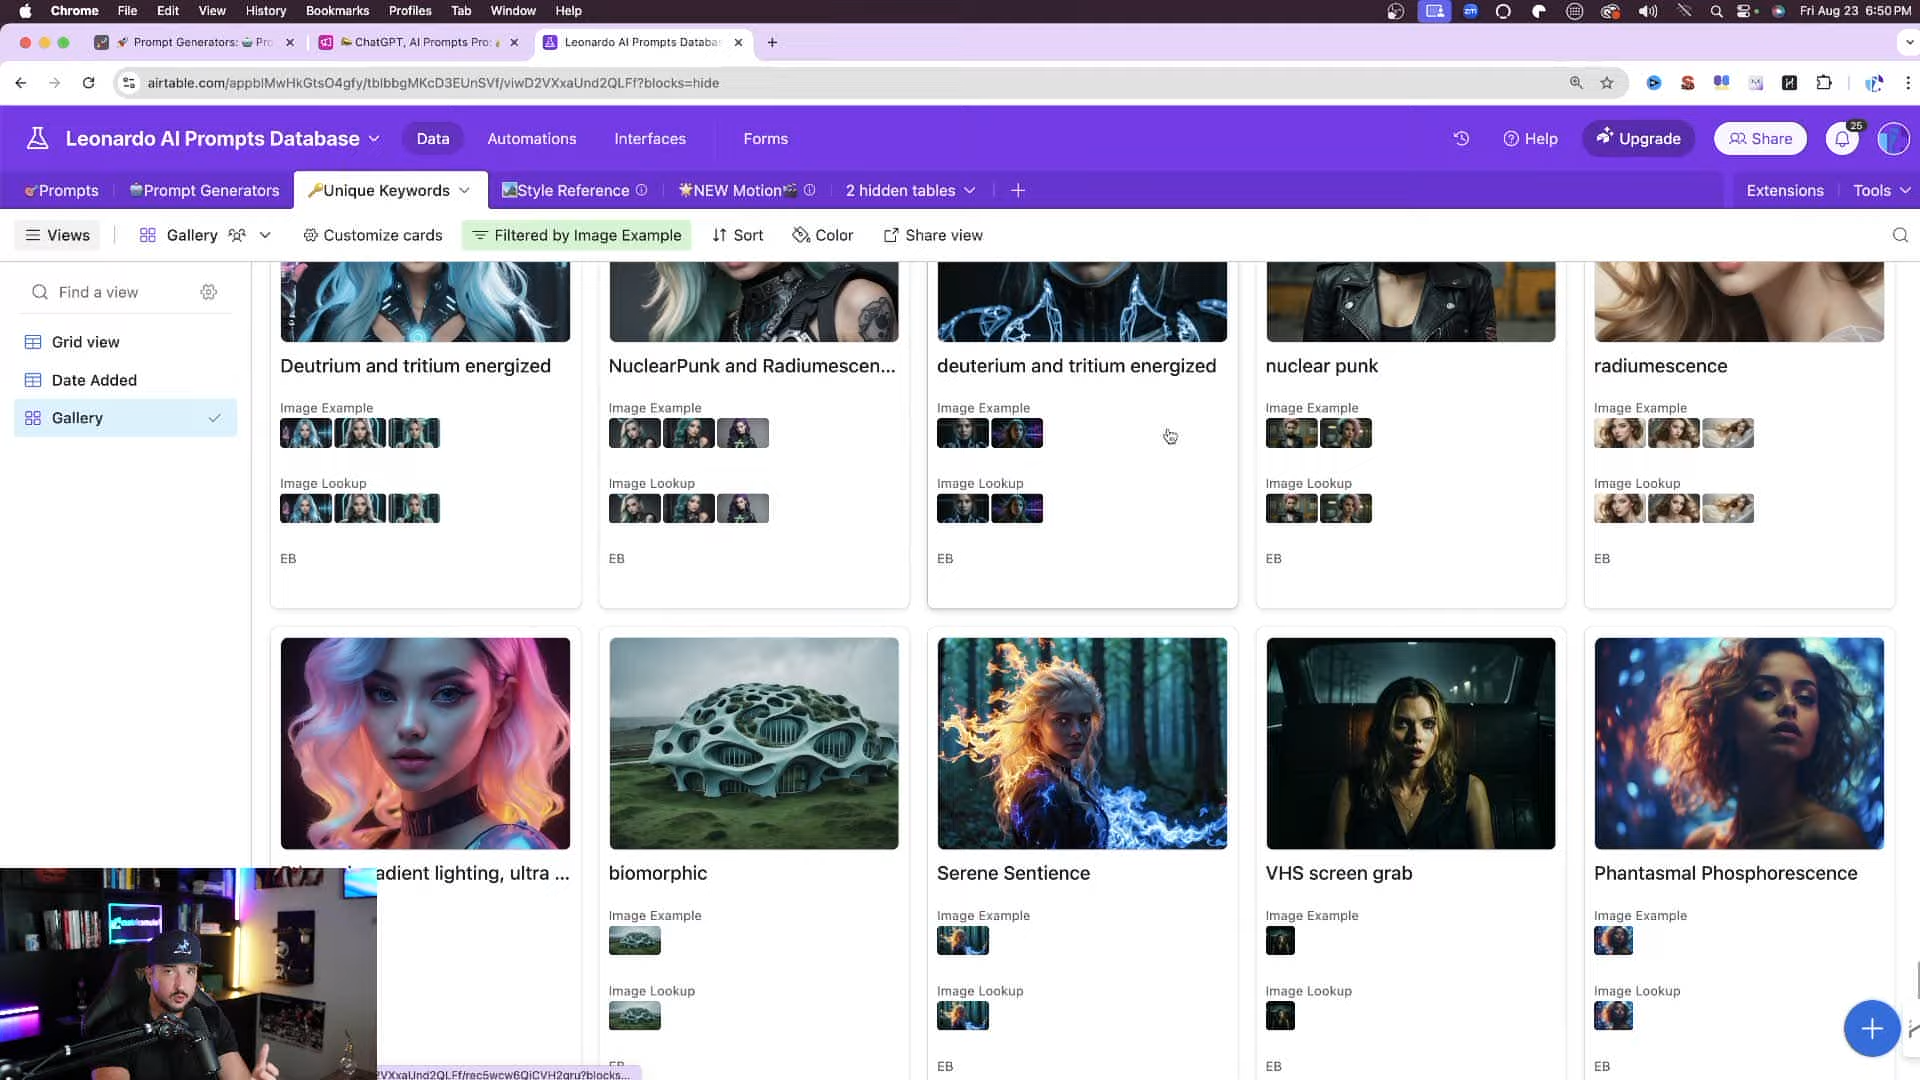 Chrome File Edit View History Bookmarks Profiles Tab Window Help
Fri Aug 23 6:50 PM
Prompt Generators: Pro
ChatGPT, AI Prompts Pro:
Leonardo AI Prompts Databa
airtable.com/appblMwHkGtsO4gfy/tblbbgMKcD3EUnSVf/viwD2VXxaUnd2QLFf?blocks=hide
Leonardo AI Prompts Database
Data Automations Interfaces Forms
Help Upgrade Share 25
Prompts Prompt Generators Unique Keywords Style Reference NEW Motion 2 hidden tables
Extensions Tools
Views Gallery Customize cards Filtered by Image Example Sort Color Share view
Find a view
Grid view
Date Added
Gallery
Deutrium and tritium energized
Image Example
Image Lookup
EB
NuclearPunk and Radiumescen...
Image Example
Image Lookup
EB
deuterium and tritium energized
Image Example
Image Lookup
EB
nuclear punk
Image Example
Image Lookup
EB
radiumescence
Image Example
Image Lookup
EB
adient lighting, ultra ...
biomorphic
Image Example
Image Lookup
EB
Serene Sentience
Image Example
Image Lookup
EB
VHS screen grab
Image Example
Image Lookup
EB
Phantasmal Phosphorescence
Image Example
Image Lookup
EB
2VXxaUnd2QLFf/rec5wcw6QiCVH2gru?blocks...